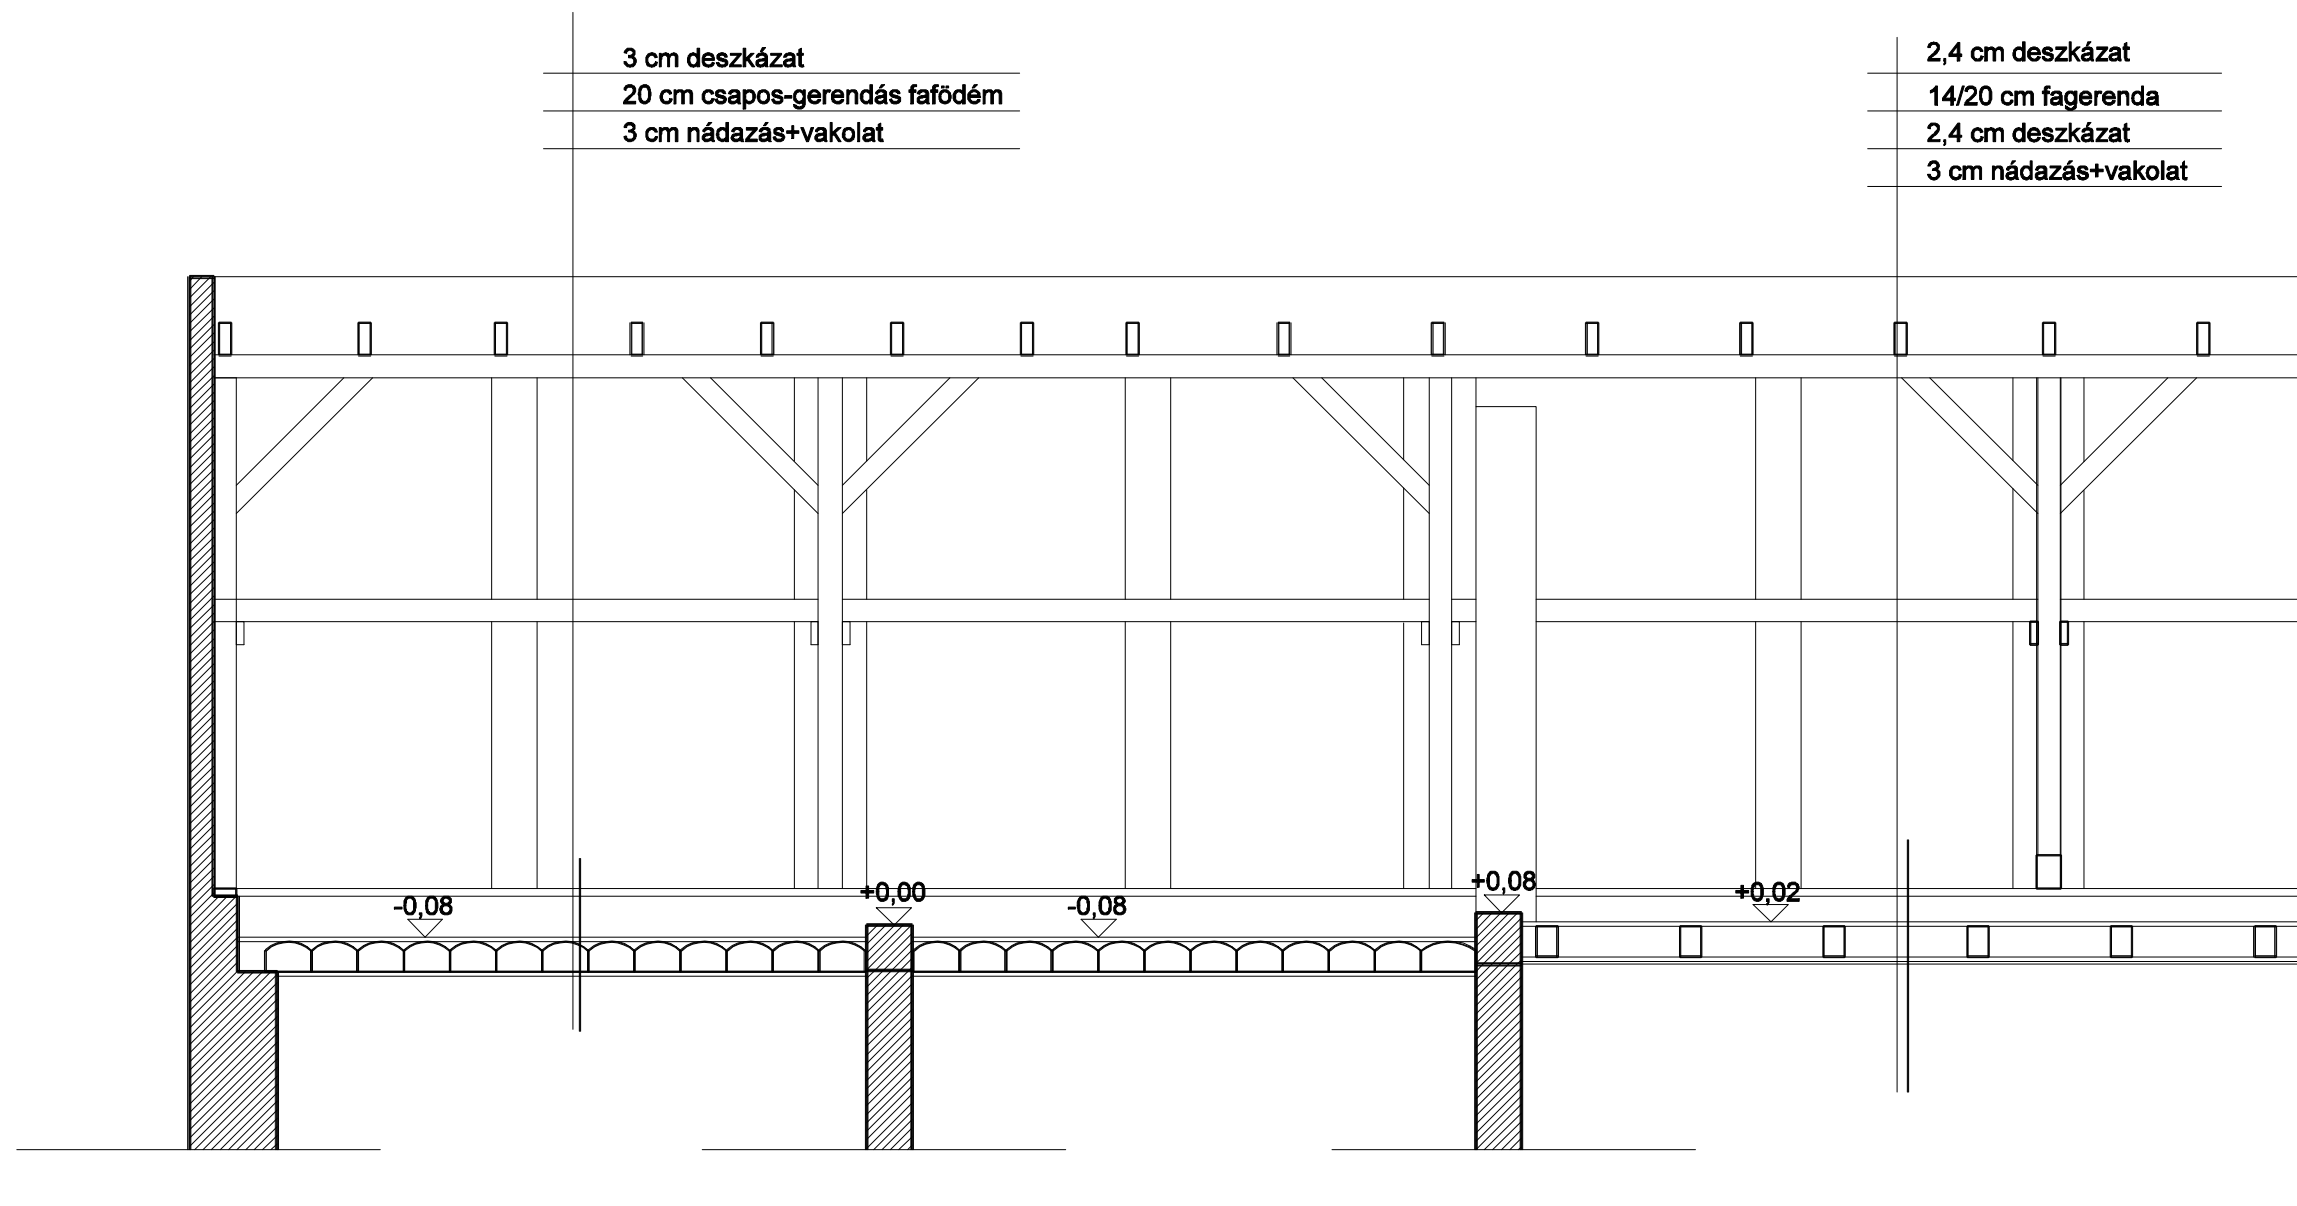 3 cm deszkázat
20 cm csapos-gerendás fafödém
3 cm nádazás+vakolat
2,4 cm deszkázat
14/20 cm fagerenda
2,4 cm deszkázat
3 cm nádazás+vakolat
-0,08
+0,00
-0,08
+0,08
+0,02